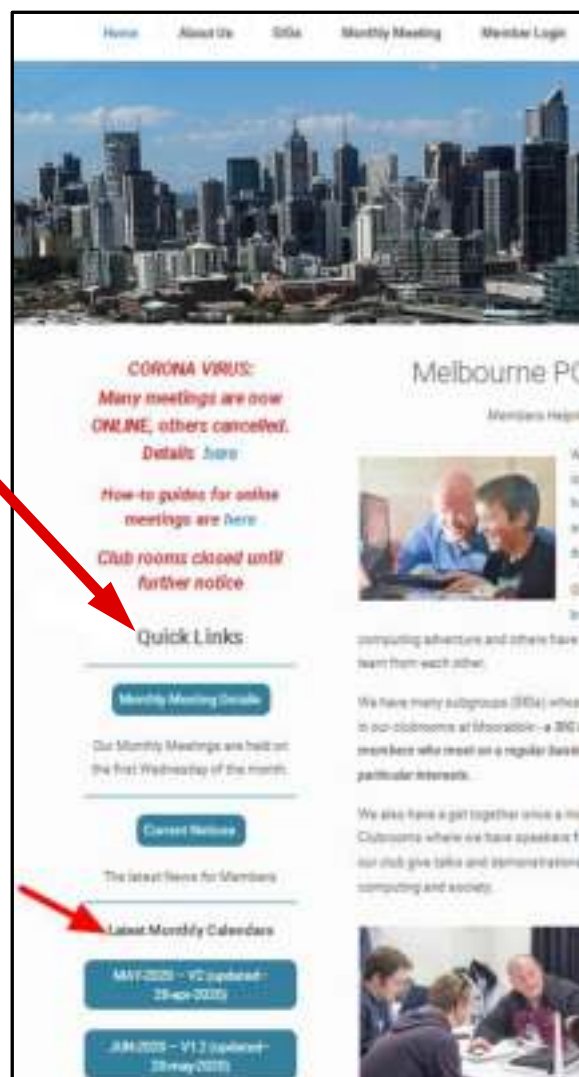 Home About Us SIGs Monthly Meeting Member Login
CORONA VIRUS:
Many meetings are now
ONLINE, others cancelled.
Details here
How-to guides for online
meetings are here
Club rooms closed until
further notice
Quick Links
Monthly Meeting Details
Our Monthly Meetings are held on
the first Wednesday of the month.
Current Notices
The latest News for Members
Latest Monthly Calendars
MAY-2020 – V2 (updated-
28-apr-2020)
JUN-2020 – V1.2 (updated-
20-may-2020)
Melbourne PC
Members Helpi
computing adventure and others have
learn from each other.
We have many subgroups (SIGs) whos
in our clubrooms at Moorabbin - a SIG
members who meet on a regular basis
particular interests.
We also have a get together once a mo
Clubrooms where we have speakers f
our club give talks and demonstrations
computing and society.